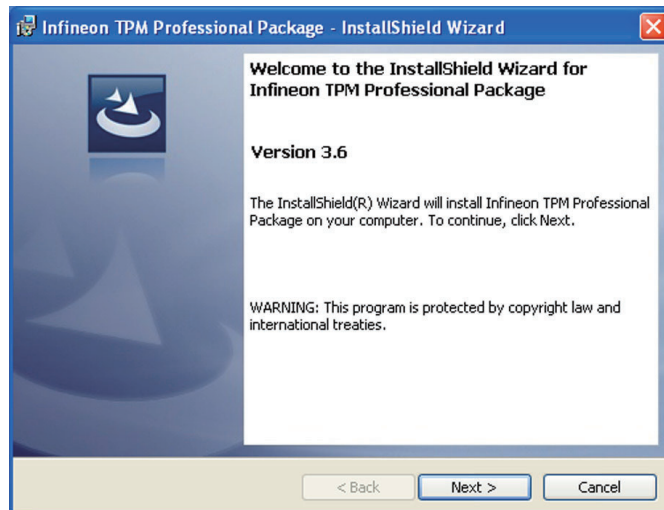 Infineon TPM Professional Package - InstallShield Wizard
Welcome to the InstallShield Wizard for
Infineon TPM Professional Package
Version 3.6
The InstallShield(R) Wizard will install Infineon TPM Professional
Package on your computer. To continue, click Next.
WARNING: This program is protected by copyright law and
international treaties.
< Back Next > Cancel